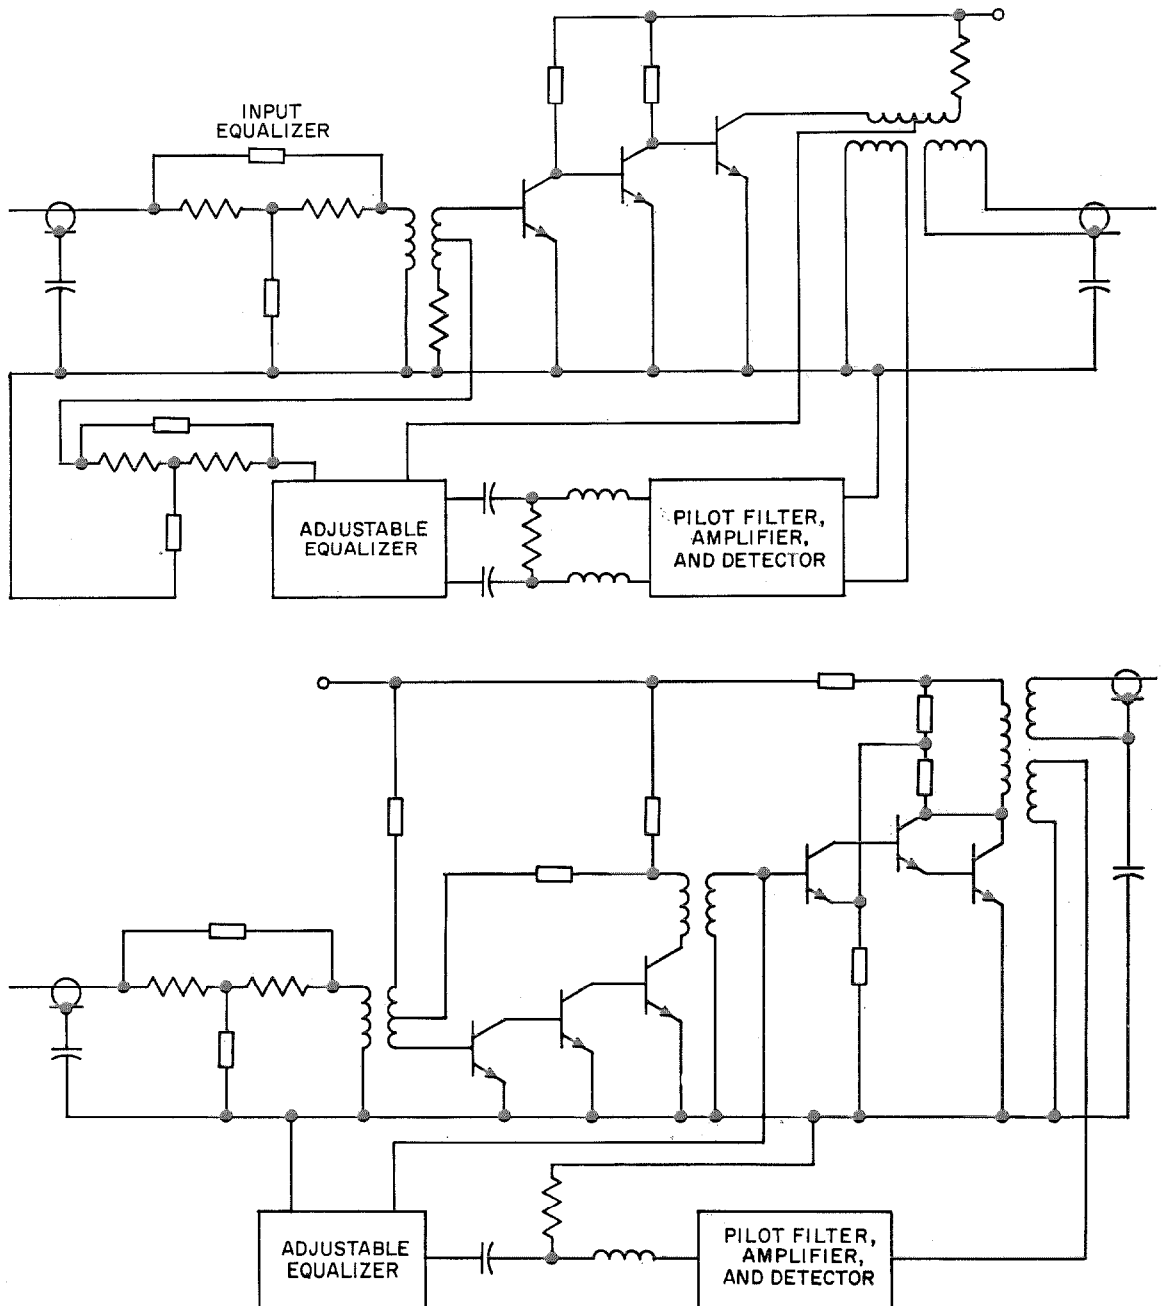 INPUT
EQUALIZER
ADJUSTABLE
EQUALIZER
PILOT FILTER,
AMPLIFIER,
AND DETECTOR
ADJUSTABLE
EQUALIZER
PILOT FILTER,
AMPLIFIER,
AND DETECTOR